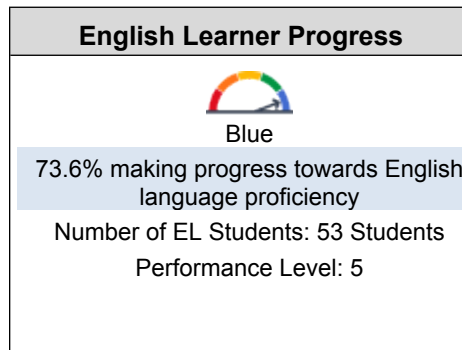 English Learner Progress
Blue
73.6% making progress towards English
language proficiency
Number of EL Students: 53 Students
Performance Level: 5